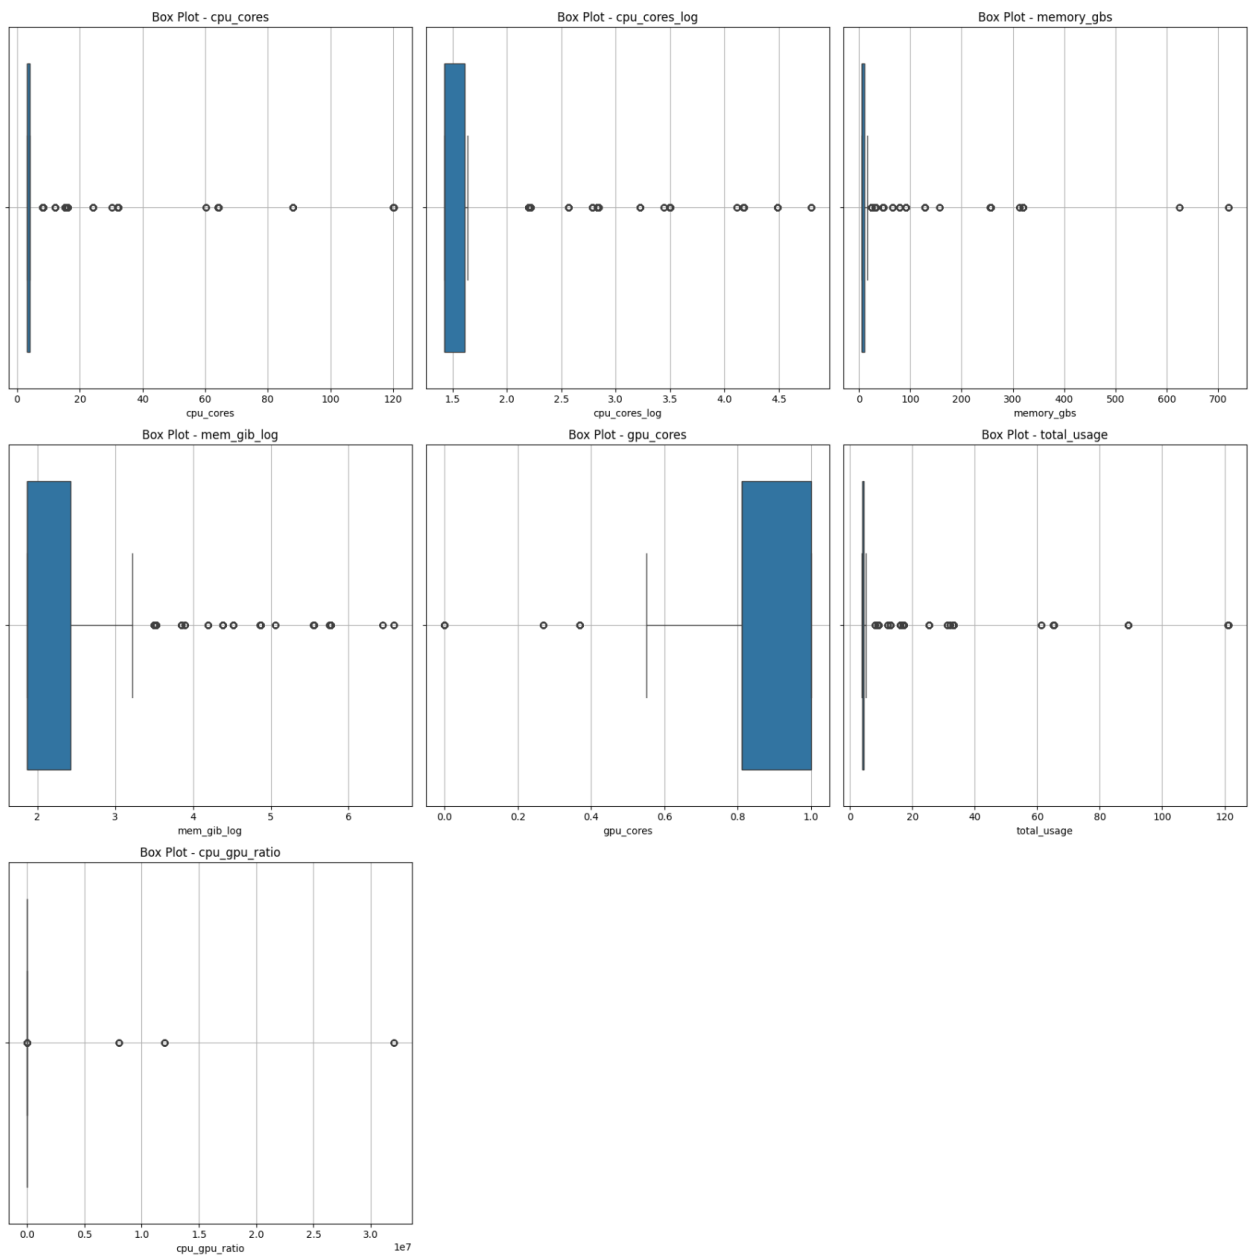 Box Plot - cpu_cores
0 20 40 60 80 100 120
cpu_cores
Box Plot - cpu_cores_log
1.5 2.0 2.5 3.0 3.5 4.0 4.5
cpu_cores_log
Box Plot - memory_gbs
0 100 200 300 400 500 600 700
memory_gbs
Box Plot - mem_gib_log
2 3 4 5 6
mem_gib_log
Box Plot - gpu_cores
0.0 0.2 0.4 0.6 0.8 1.0
gpu_cores
Box Plot - total_usage
0 20 40 60 80 100 120
total_usage
Box Plot - cpu_gpu_ratio
0.0 0.5 1.0 1.5 2.0 2.5 3.0
1e7
cpu_gpu_ratio